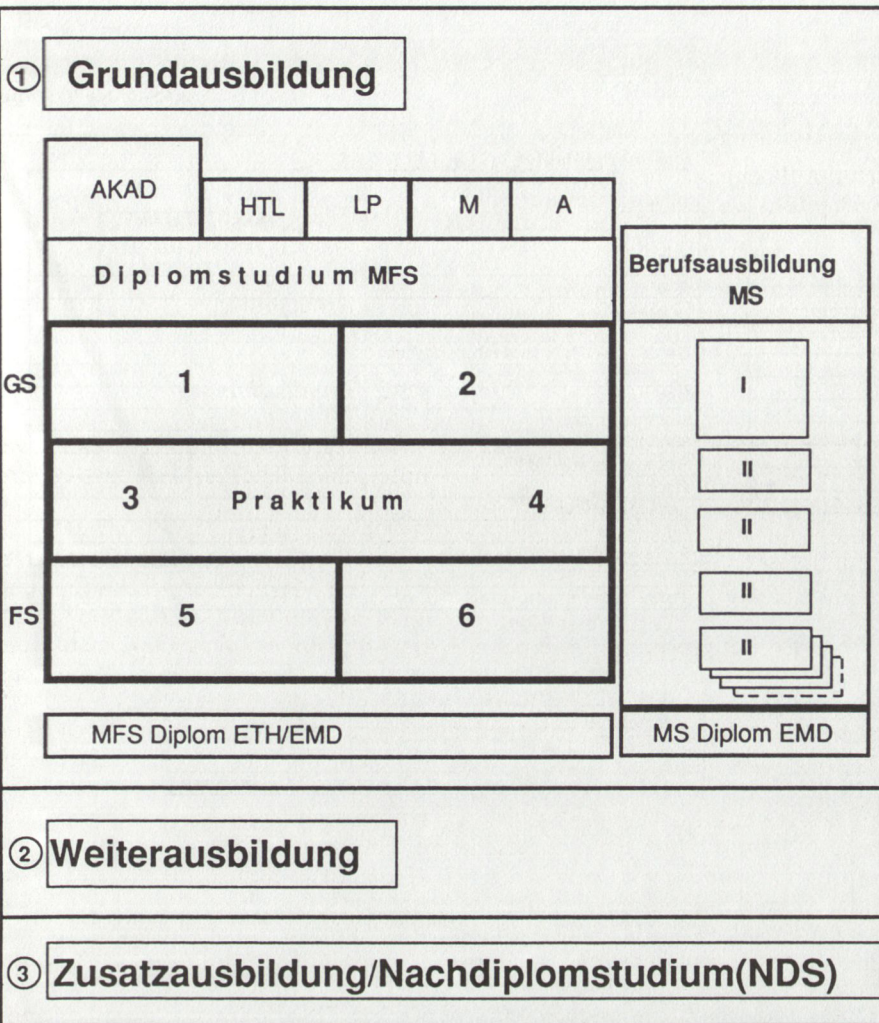 ① Grundausbildung
AKAD HTL LP M A
Diplomstudium MFS
GS 1 2
3 Praktikum 4
FS 5 6
MFS Diplom ETH/EMD
Berufsausbildung
MS
I
II
II
II
II
MS Diplom EMD
② Weiterausbildung
③ Zusatzausbildung/Nachdiplomstudium(NDS)